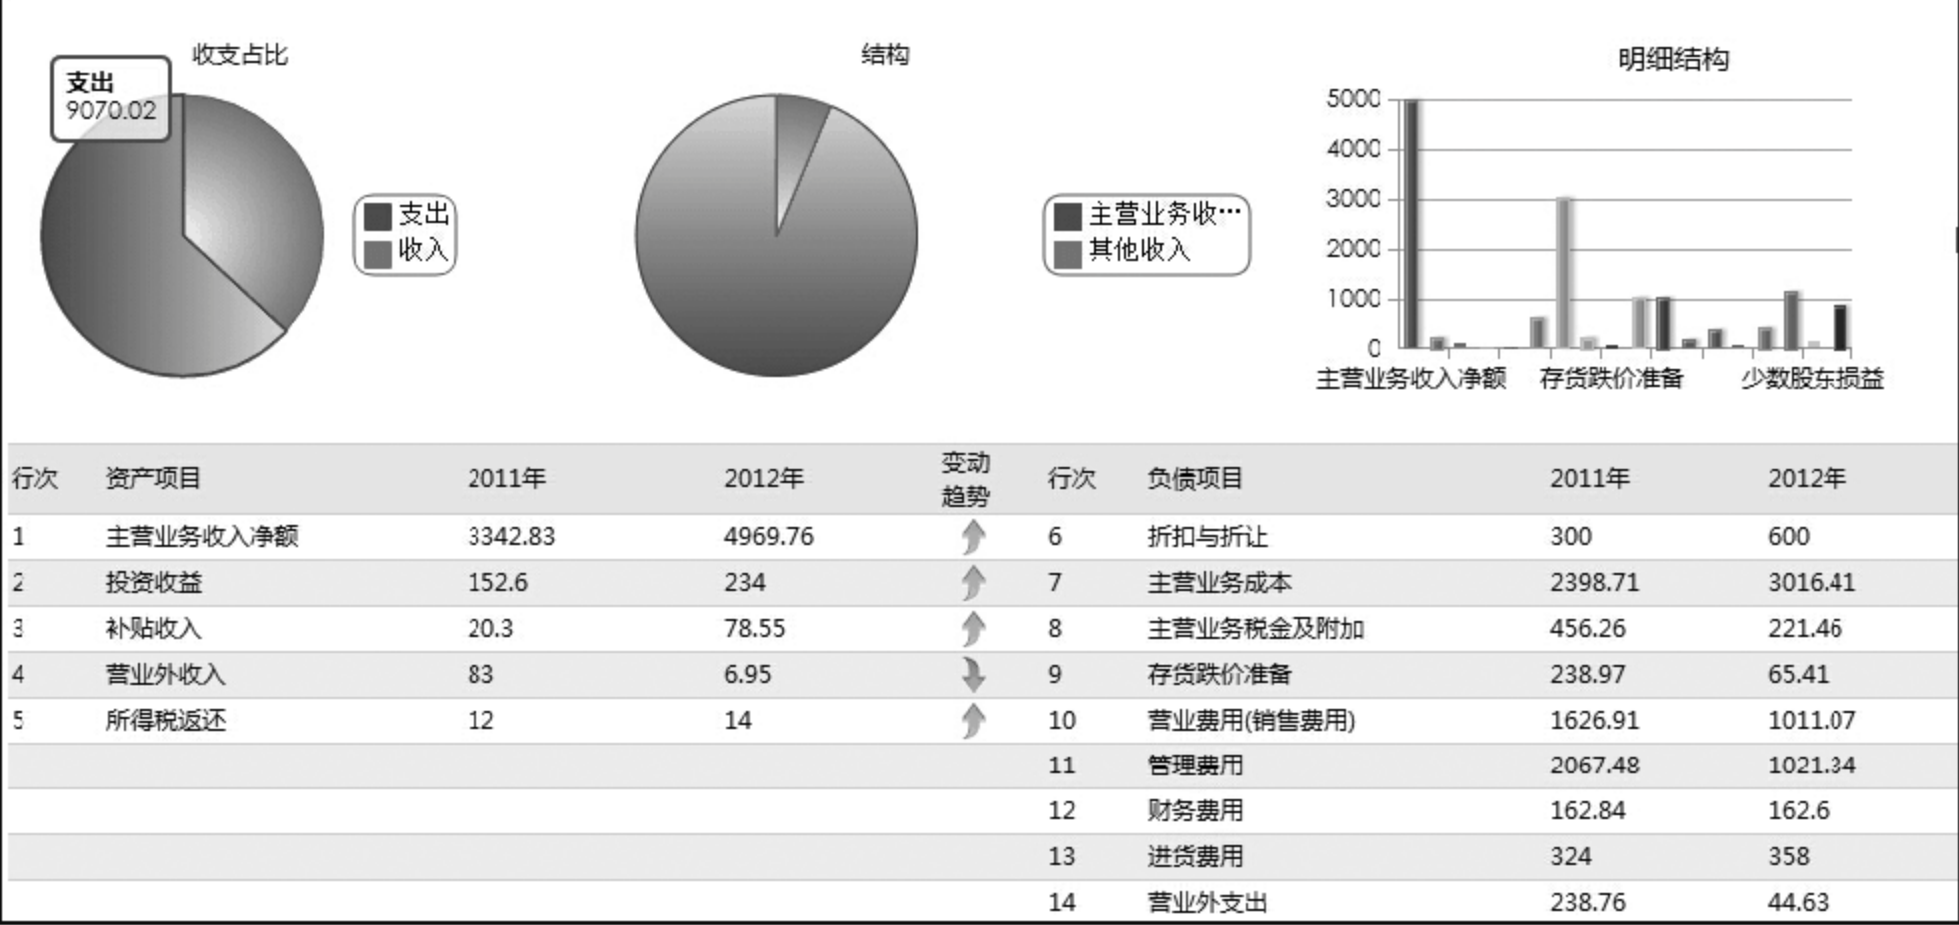 收支占比
支出
9070.02
支出
收入
结构
主营业务收…
其他收入
明细结构
5000
4000
3000
2000
1000
0
主营业务收入净额 存货跌价准备 少数股东损益
行次 资产项目 2011年 2012年 变动趋势 行次 负债项目 2011年 2012年
1 主营业务收入净额 3342.83 4969.76 6 折扣与折让 300 600
2 投资收益 152.6 234 7 主营业务成本 2398.71 3016.41
3 补贴收入 20.3 78.55 8 主营业务税金及附加 456.26 221.46
4 营业外收入 83 6.95 9 存货跌价准备 238.97 65.41
5 所得税返还 12 14 10 营业费用(销售费用) 1626.91 1011.07
11 管理费用 2067.48 1021.34
12 财务费用 162.84 162.6
13 进货费用 324 358
14 营业外支出 238.76 44.63